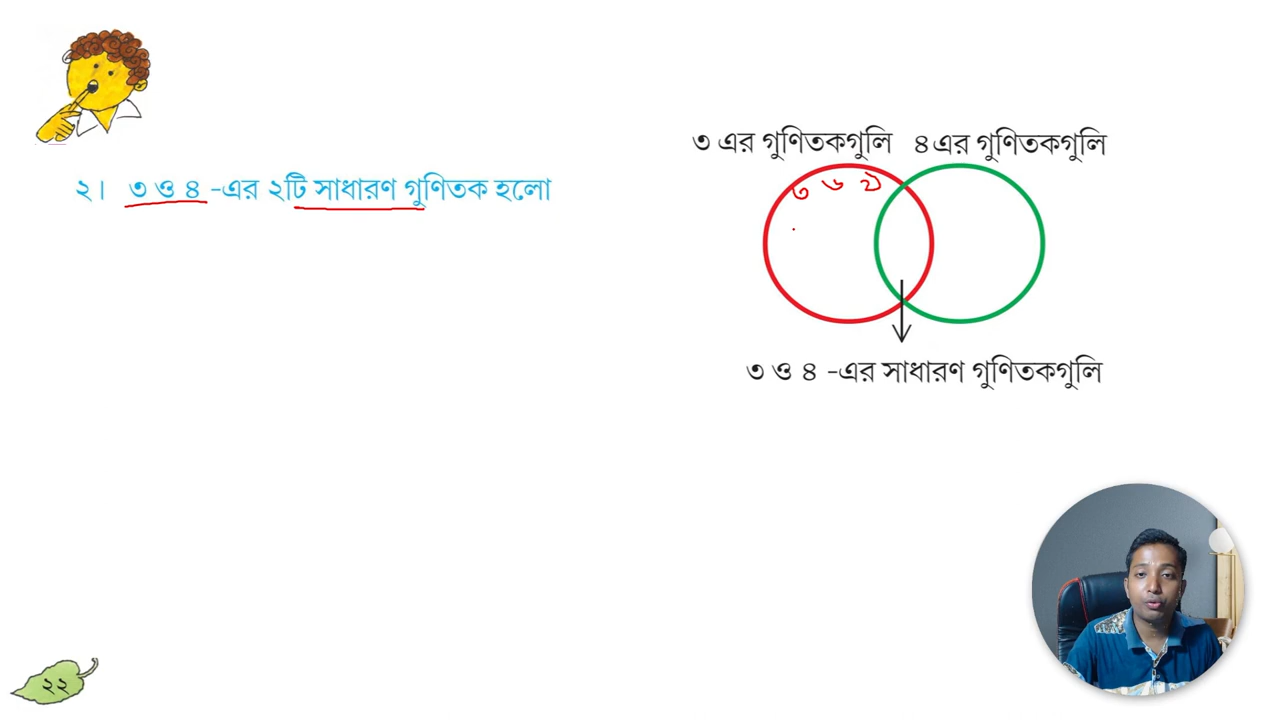 ২। ৩ ও ৪ -এর ২টি সাধারণ গুণিতক হলো
৩ এর গুণিতকগুলি
৪এর গুণিতকগুলি
৩ ৬ ৯
৩ ও ৪ -এর সাধারণ গুণিতকগুলি
২২